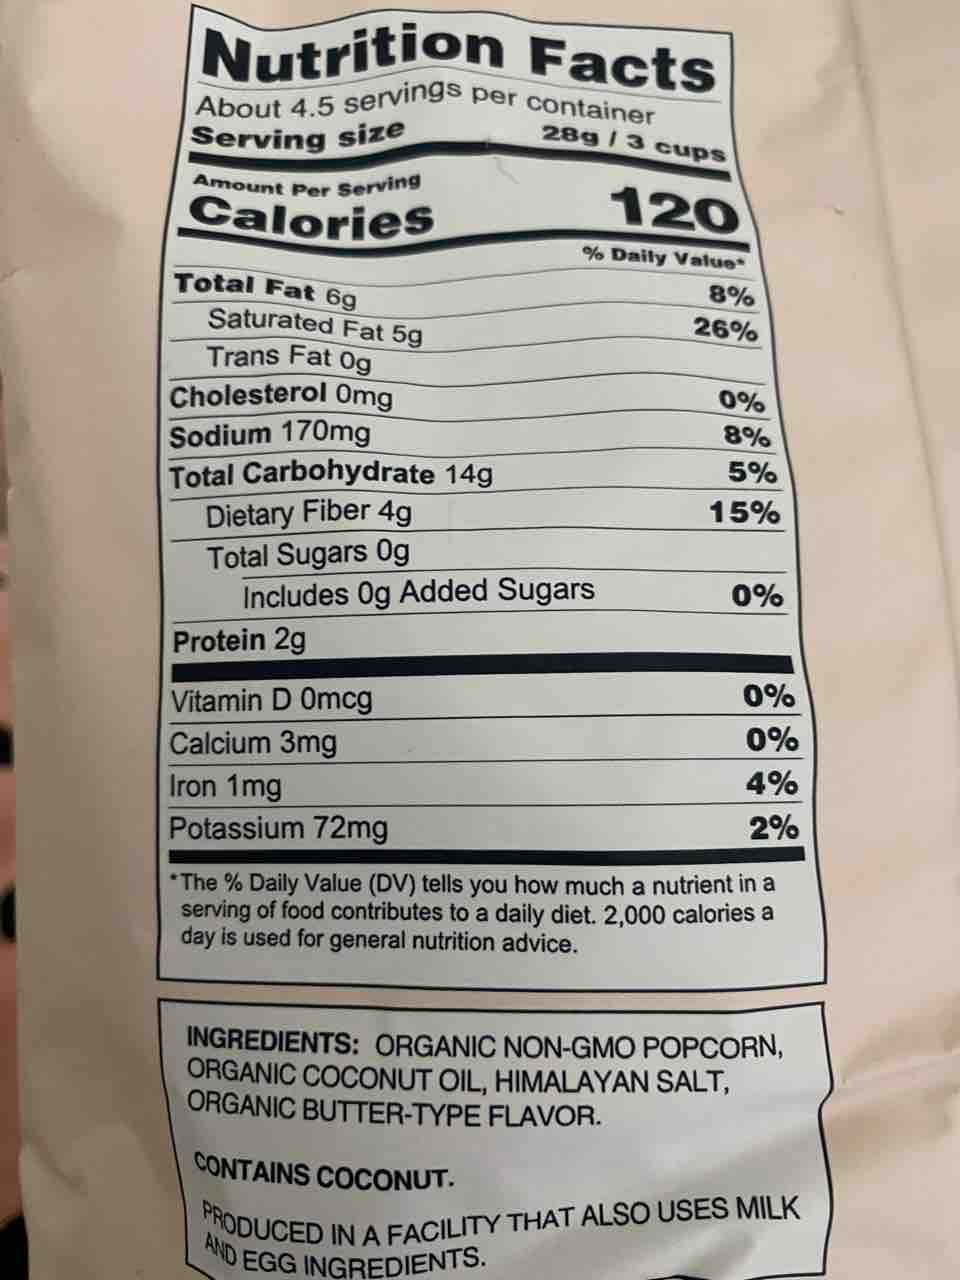 Nutrition Facts
About 4.5 servings per container
Serving size 28g / 3 cups
Amount Per Serving
Calories 120
% Daily Value*
Total Fat 6g 8%
Saturated Fat 5g 26%
Trans Fat 0g
Cholesterol 0mg 0%
Sodium 170mg 8%
Total Carbohydrate 14g 5%
Dietary Fiber 4g 15%
Total Sugars 0g
Includes 0g Added Sugars 0%
Protein 2g
Vitamin D 0mcg 0%
Calcium 3mg 0%
Iron 1mg 4%
Potassium 72mg 2%
*The % Daily Value (DV) tells you how much a nutrient in a
serving of food contributes to a daily diet. 2,000 calories a
day is used for general nutrition advice.
INGREDIENTS: ORGANIC NON-GMO POPCORN,
ORGANIC COCONUT OIL, HIMALAYAN SALT,
ORGANIC BUTTER-TYPE FLAVOR.
CONTAINS COCONUT.
PRODUCED IN A FACILITY THAT ALSO USES MILK
AND EGG INGREDIENTS.